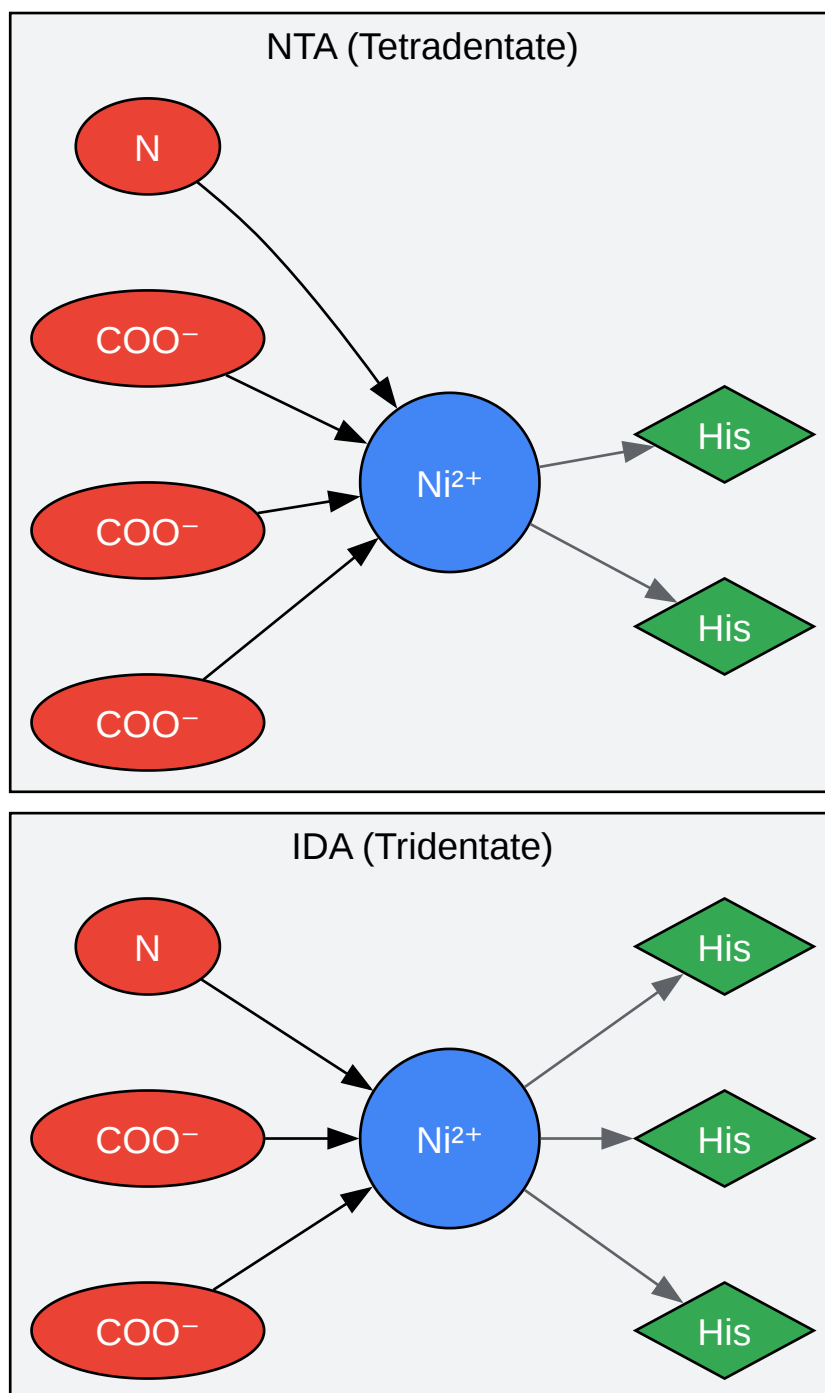 NTA (Tetradentate)
N
COO⁻
COO⁻
COO⁻
Ni²⁺
His
His
IDA (Tridentate)
N
COO⁻
COO⁻
Ni²⁺
His
His
His